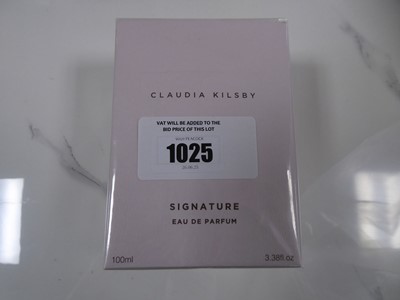 CLAUDIA KILSBY
VAT WILL BE ADDED TO THE
BID PRICE OF THIS LOT
1025
SIGNATURE
EAU DE PARFUM
100ml
3.38fl.oz